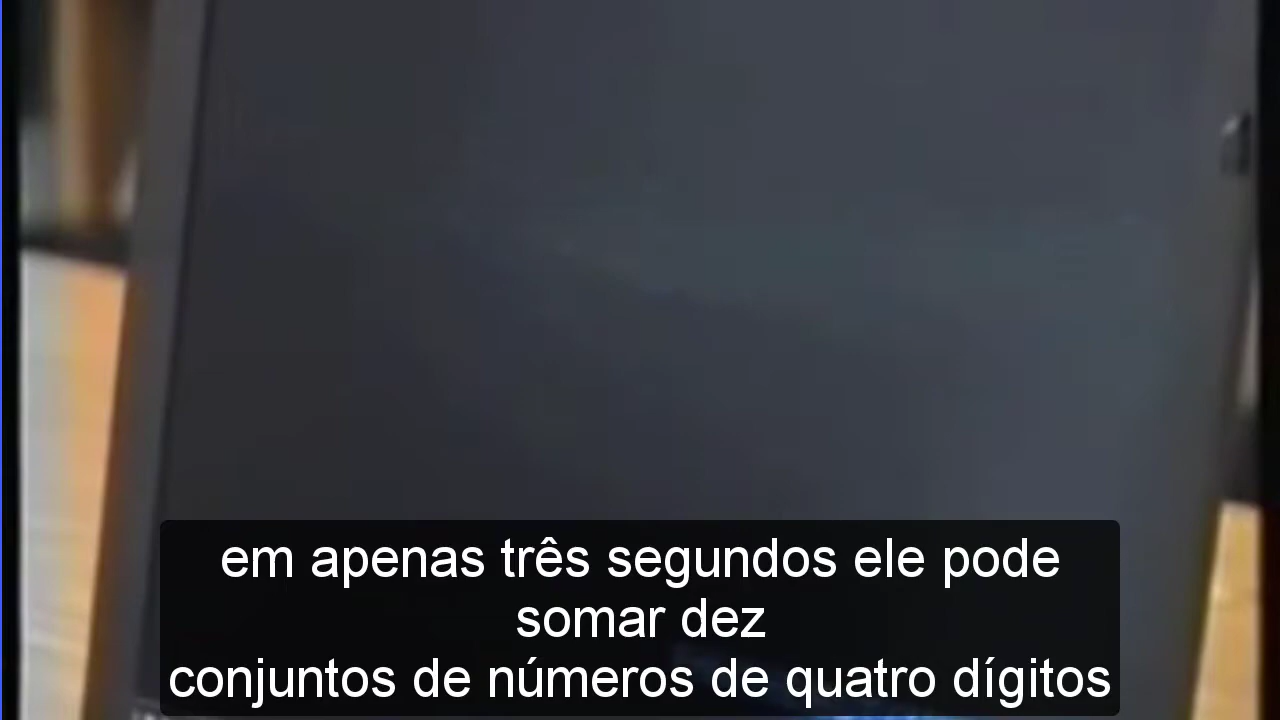 em apenas três segundos ele pode
somar dez
conjuntos de números de quatro dígitos